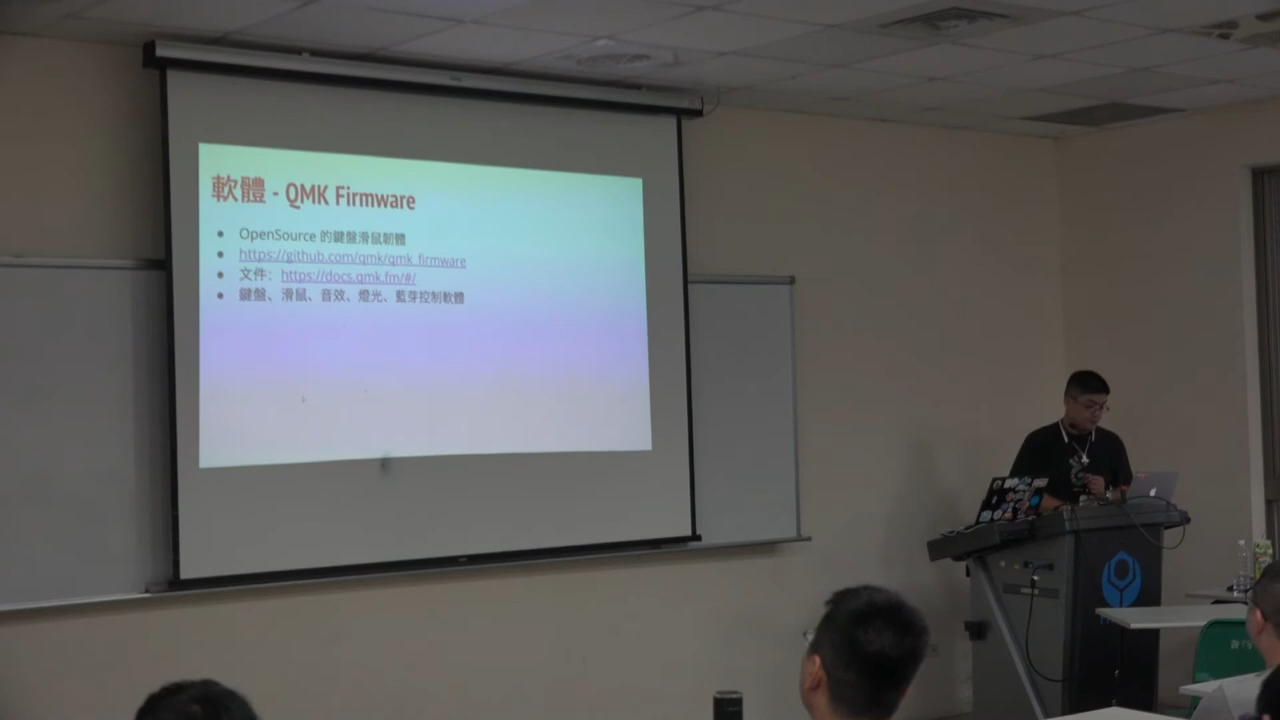 軟體 - QMK Firmware
OpenSource 的鍵盤滑鼠韌體
https://github.com/qmk/qmk_firmware
文件：https://docs.qmk.fm/#/
鍵盤、滑鼠、音效、燈光、藍芽控制軟體